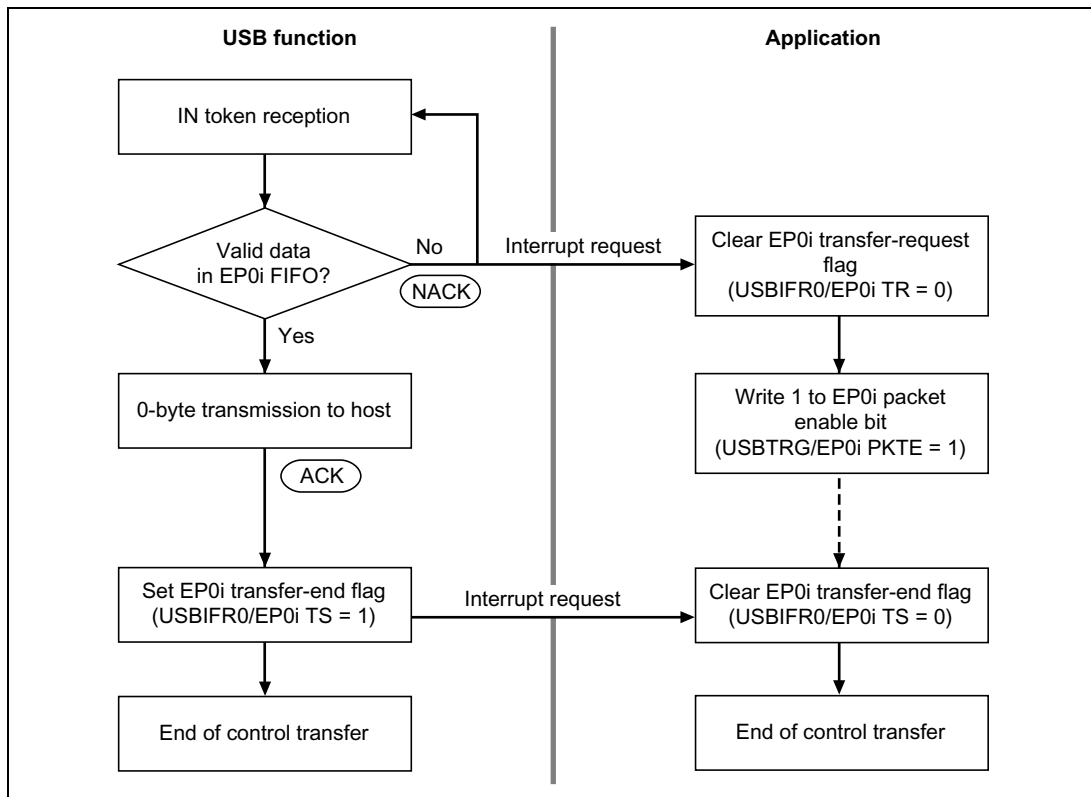 USB function
Application
IN token reception
Valid data
in EP0i FIFO?
No
NACK
Interrupt request
Clear EP0i transfer-request
flag
(USBIFR0/EP0i TR = 0)
Yes
0-byte transmission to host
Write 1 to EP0i packet
enable bit
(USBTRG/EP0i PKTE = 1)
ACK
Set EP0i transfer-end flag
(USBIFR0/EP0i TS = 1)
Interrupt request
Clear EP0i transfer-end flag
(USBIFR0/EP0i TS = 0)
End of control transfer
End of control transfer